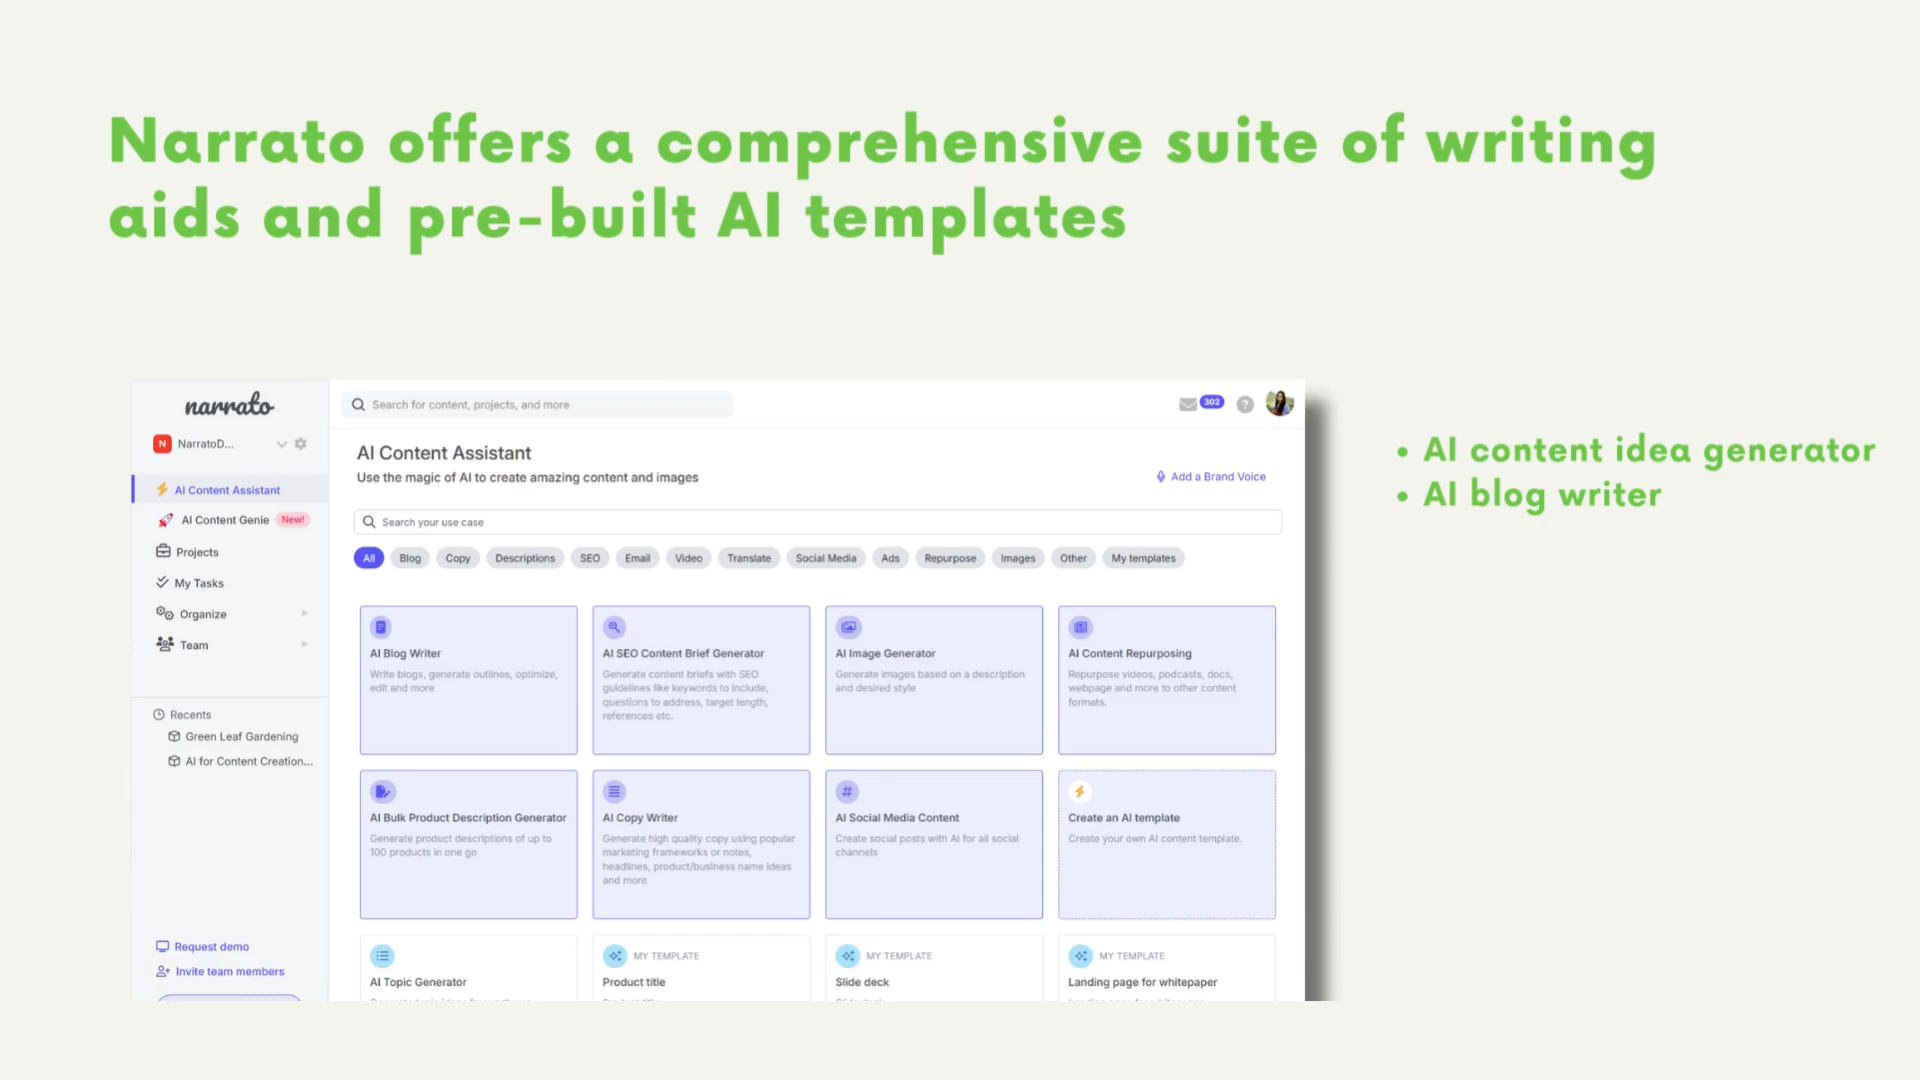 Narrato offers a comprehensive suite of writing
aids and pre-built AI templates
narrato
Search for content, projects, and more
302
?
N
NarratoD...
AI Content Assistant
AI Content Genie New!
Projects
My Tasks
Organize
Team
Recents
Green Leaf Gardening
AI for Content Creation...
Request demo
Invite team members
AI Content Assistant
Use the magic of AI to create amazing content and images
Add a Brand Voice
Search your use case
All Blog Copy Descriptions SEO Email Video Translate Social Media Ads Repurpose Images Other My templates
AI Blog Writer
Write blogs, generate outlines, optimize,
edit and more
AI SEO Content Brief Generator
Generate content briefs with SEO
guidelines like keywords to include,
questions to address, target length,
references etc.
AI Image Generator
Generate images based on a description
and desired style
AI Content Repurposing
Repurpose videos, podcasts, docs,
webpage and more to other content
formats.
AI Bulk Product Description Generator
Generate product descriptions of up to
100 products in one go
AI Copy Writer
Generate high quality copy using popular
marketing frameworks or notes,
headlines, product/business name ideas
and more
#
AI Social Media Content
Create social posts with AI for all social
channels
Create an AI template
Create your own AI content template.
AI Topic Generator
MY TEMPLATE
Product title
MY TEMPLATE
Slide deck
MY TEMPLATE
Landing page for whitepaper
• AI content idea generator
• AI blog writer